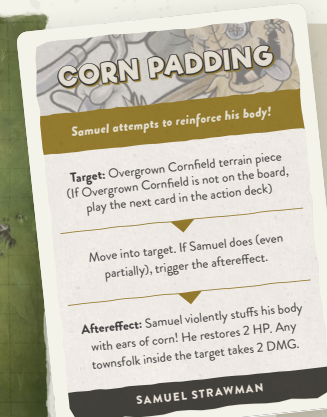 CORN PADDING
Samuel attempts to reinforce his body!
Target: Overgrown Cornfield terrain piece
(If Overgrown Cornfield is not on the board,
play the next card in the action deck)
Move into target. If Samuel does (even
partially), trigger the aftereffect.
Aftereffect: Samuel violently stuffs his body
with ears of corn! He restores 2 HP. Any
townsfolk inside the target takes 2 DMG.
SAMUEL STRAWMAN